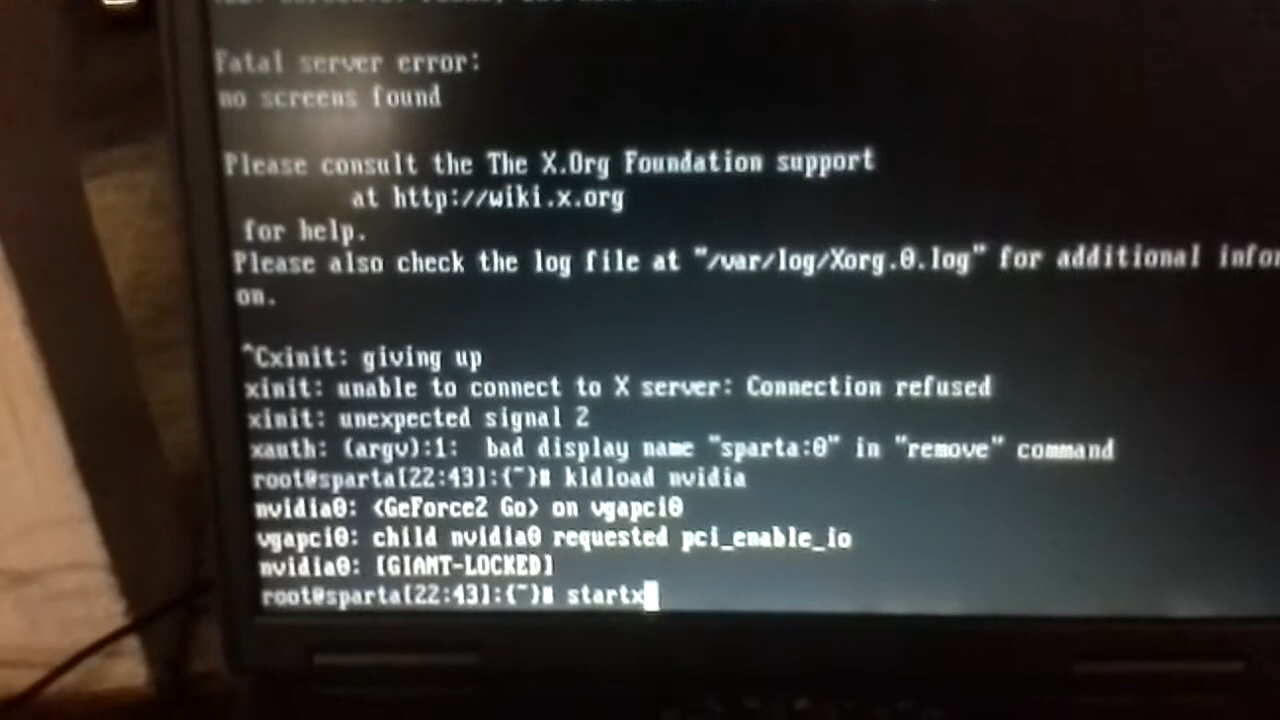 Fatal server error:
no screens found
Please consult the The X.Org Foundation support
at http://wiki.x.org
for help.
Please also check the log file at "/var/log/Xorg.0.log" for additional infor
on.
^Cxinit: giving up
xinit: unable to connect to X server: Connection refused
xinit: unexpected signal 2
xauth: (argv):1:  bad display name "sparta:0" in "remove" command
root@sparta[22:43]:{~}# kldload nvidia
nvidia0: <GeForce2 Go> on vgapci0
vgapci0: child nvidia0 requested pci_enable_io
nvidia0: [GIANT-LOCKED]
root@sparta[22:43]:{~}# startx